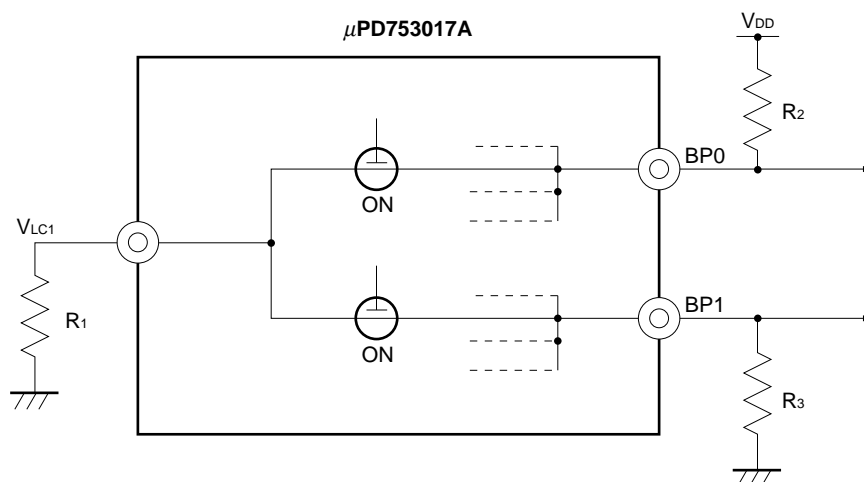 μPD753017A
VDD
R2
BP0
ON
VLC1
R1
BP1
ON
R3